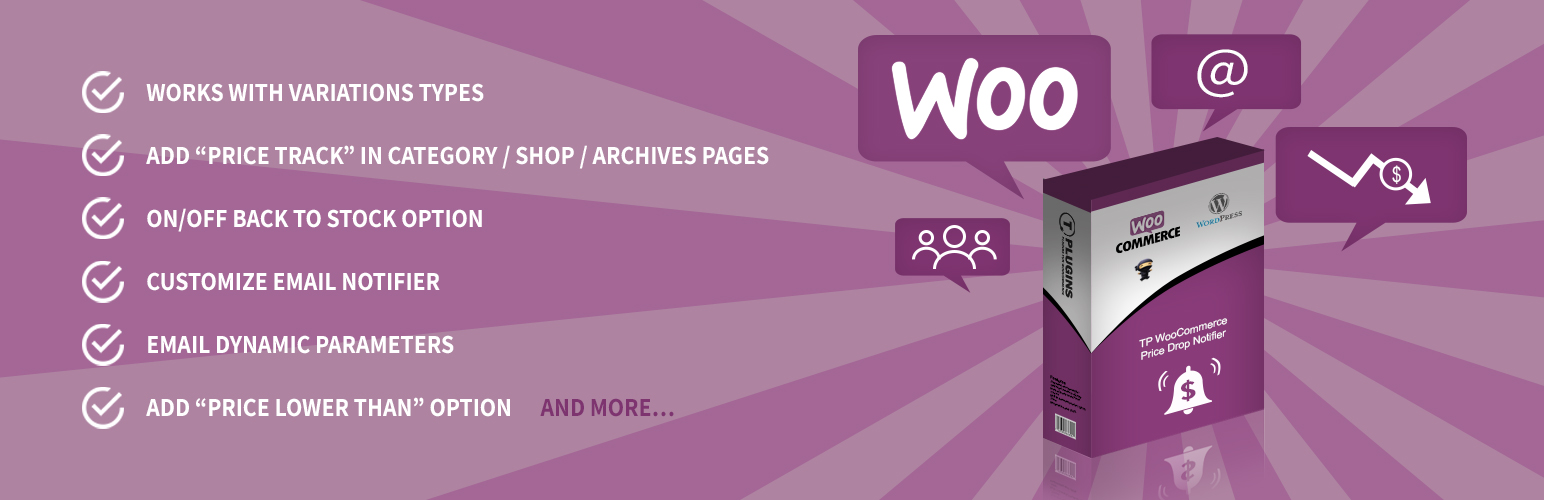 WORKS WITH VARIATIONS TYPES
ADD “PRICE TRACK” IN CATEGORY / SHOP / ARCHIVES PAGES
ON/OFF BACK TO STOCK OPTION
CUSTOMIZE EMAIL NOTIFIER
EMAIL DYNAMIC PARAMETERS
ADD “PRICE LOWER THAN” OPTION AND MORE...
WOO
@
$
WOO
COMMERCE
WORDPRESS
T PLUGINS
TP WooCommerce
Price Drop Notifier
$